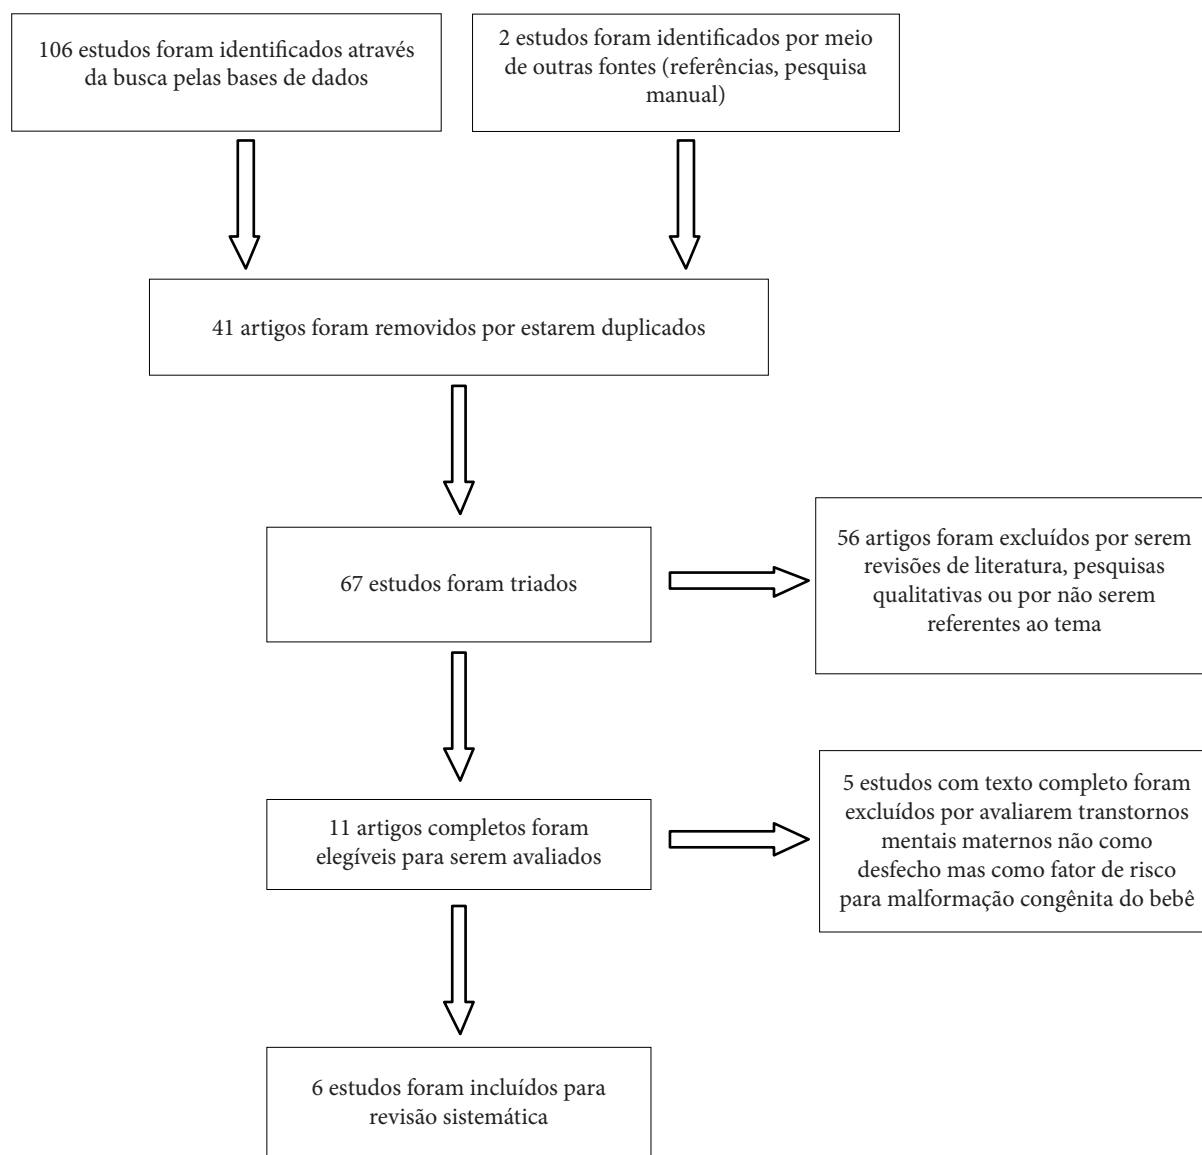 106 estudos foram identificados através
da busca pelas bases de dados
2 estudos foram identificados por meio
de outras fontes (referências, pesquisa
manual)
41 artigos foram removidos por estarem duplicados
67 estudos foram triados
56 artigos foram excluídos por serem
revisões de literatura, pesquisas
qualitativas ou por não serem
referentes ao tema
11 artigos completos foram
elegíveis para serem avaliados
5 estudos com texto completo foram
excluídos por avaliarem transtornos
mentais maternos não como
desfecho mas como fator de risco
para malformação congênita do bebê
6 estudos foram incluídos para
revisão sistemática